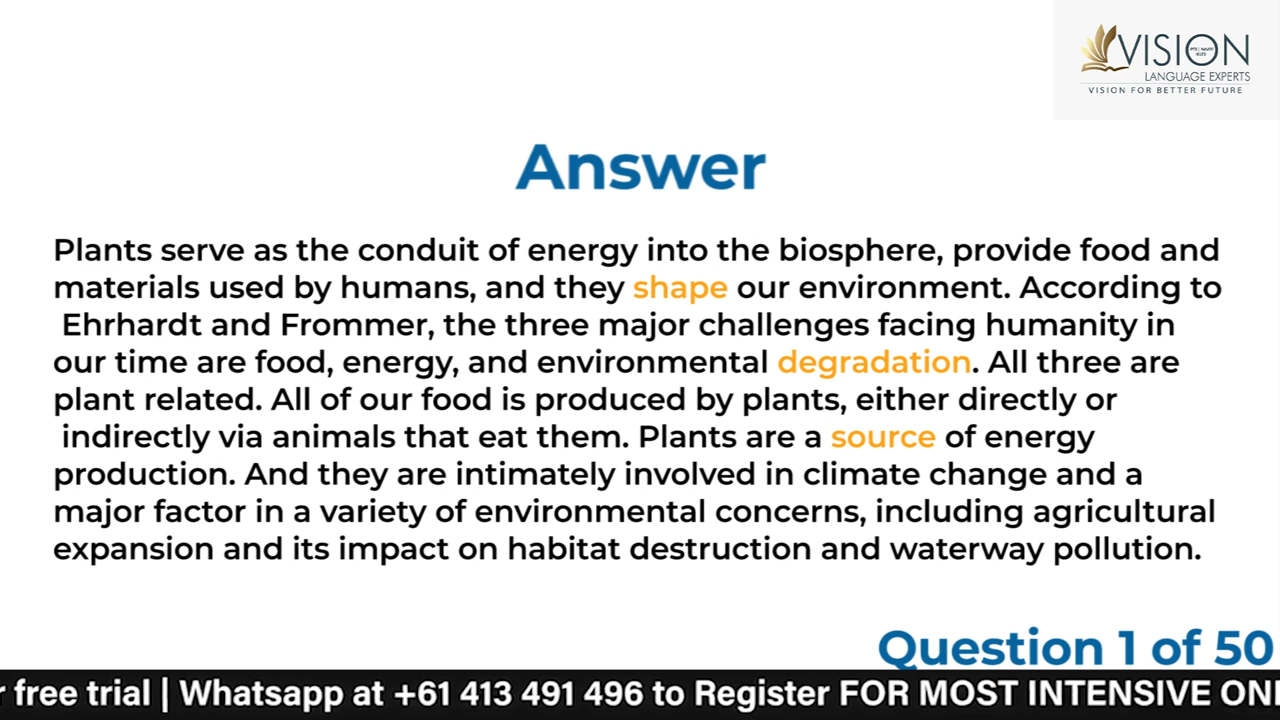 VISION
LANGUAGE EXPERTS
VISION FOR BETTER FUTURE
Answer
Plants serve as the conduit of energy into the biosphere, provide food and
materials used by humans, and they shape our environment. According to
Ehrhardt and Frommer, the three major challenges facing humanity in
our time are food, energy, and environmental degradation. All three are
plant related. All of our food is produced by plants, either directly or
indirectly via animals that eat them. Plants are a source of energy
production. And they are intimately involved in climate change and a
major factor in a variety of environmental concerns, including agricultural
expansion and its impact on habitat destruction and waterway pollution.
Question 1 of 50
free trial | Whatsapp at +61 413 491 496 to Register FOR MOST INTENSIVE